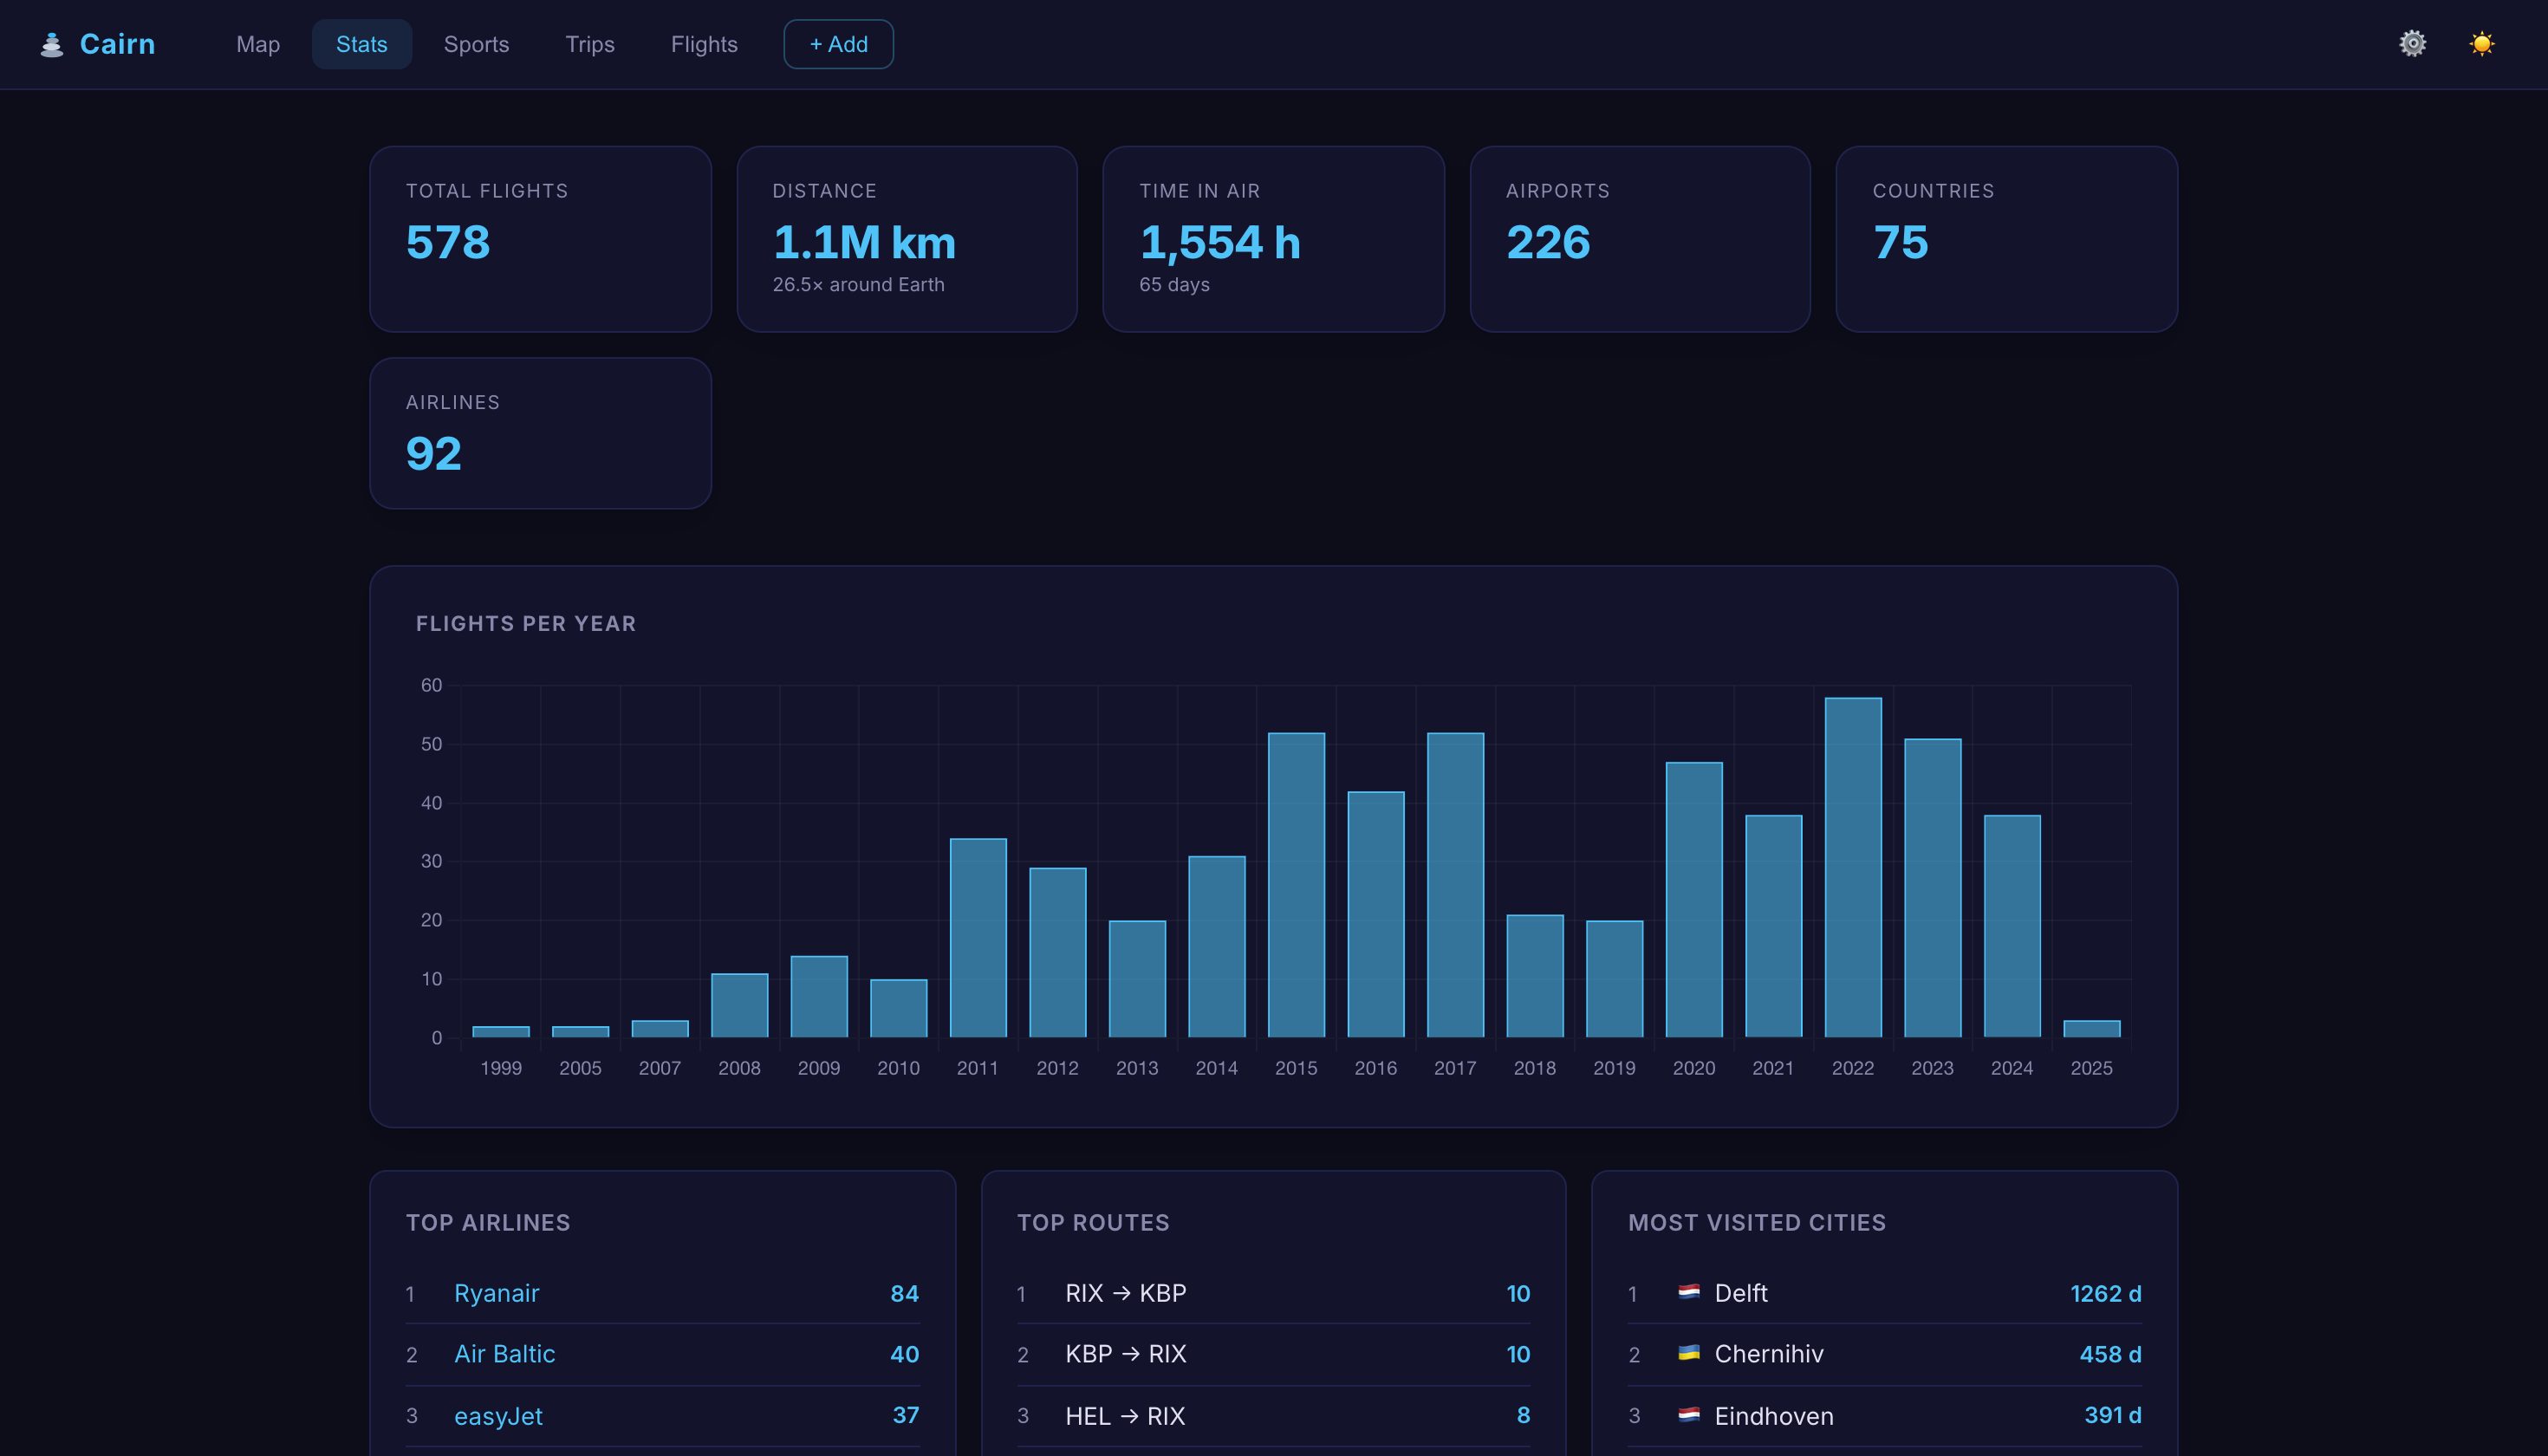 Cairn Map Stats Sports Trips Flights + Add
TOTAL FLIGHTS
578
DISTANCE
1.1M km
26.5× around Earth
TIME IN AIR
1,554 h
65 days
AIRPORTS
226
COUNTRIES
75
AIRLINES
92
FLIGHTS PER YEAR
60
50
40
30
20
10
0
1999 2005 2007 2008 2009 2010 2011 2012 2013 2014 2015 2016 2017 2018 2019 2020 2021 2022 2023 2024 2025
TOP AIRLINES
1 Ryanair 84
2 Air Baltic 40
3 easyJet 37
TOP ROUTES
1 RIX → KBP 10
2 KBP → RIX 10
3 HEL → RIX 8
MOST VISITED CITIES
1 Delft 1262 d
2 Chernihiv 458 d
3 Eindhoven 391 d